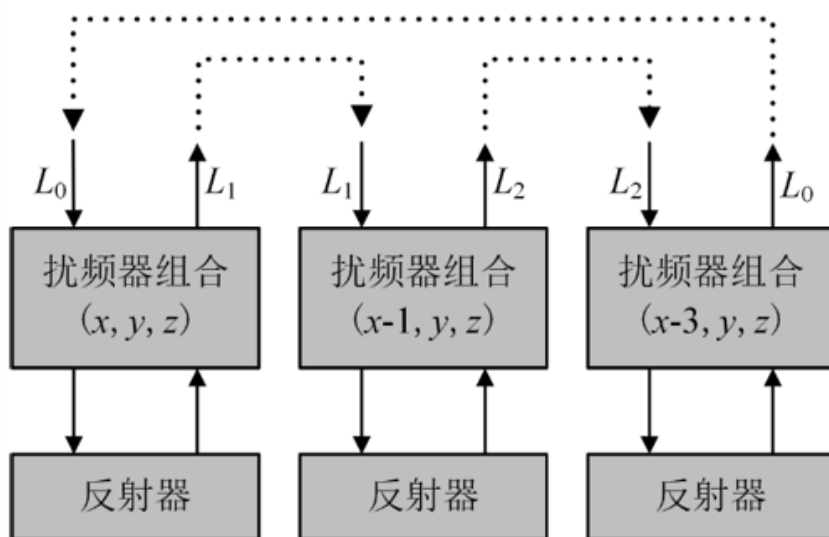 L₀ L₁ L₁ L₂ L₂ L₀
扰频器组合 扰频器组合 扰频器组合
(x, y, z) (x-1, y, z) (x-3, y, z)
反射器 反射器 反射器